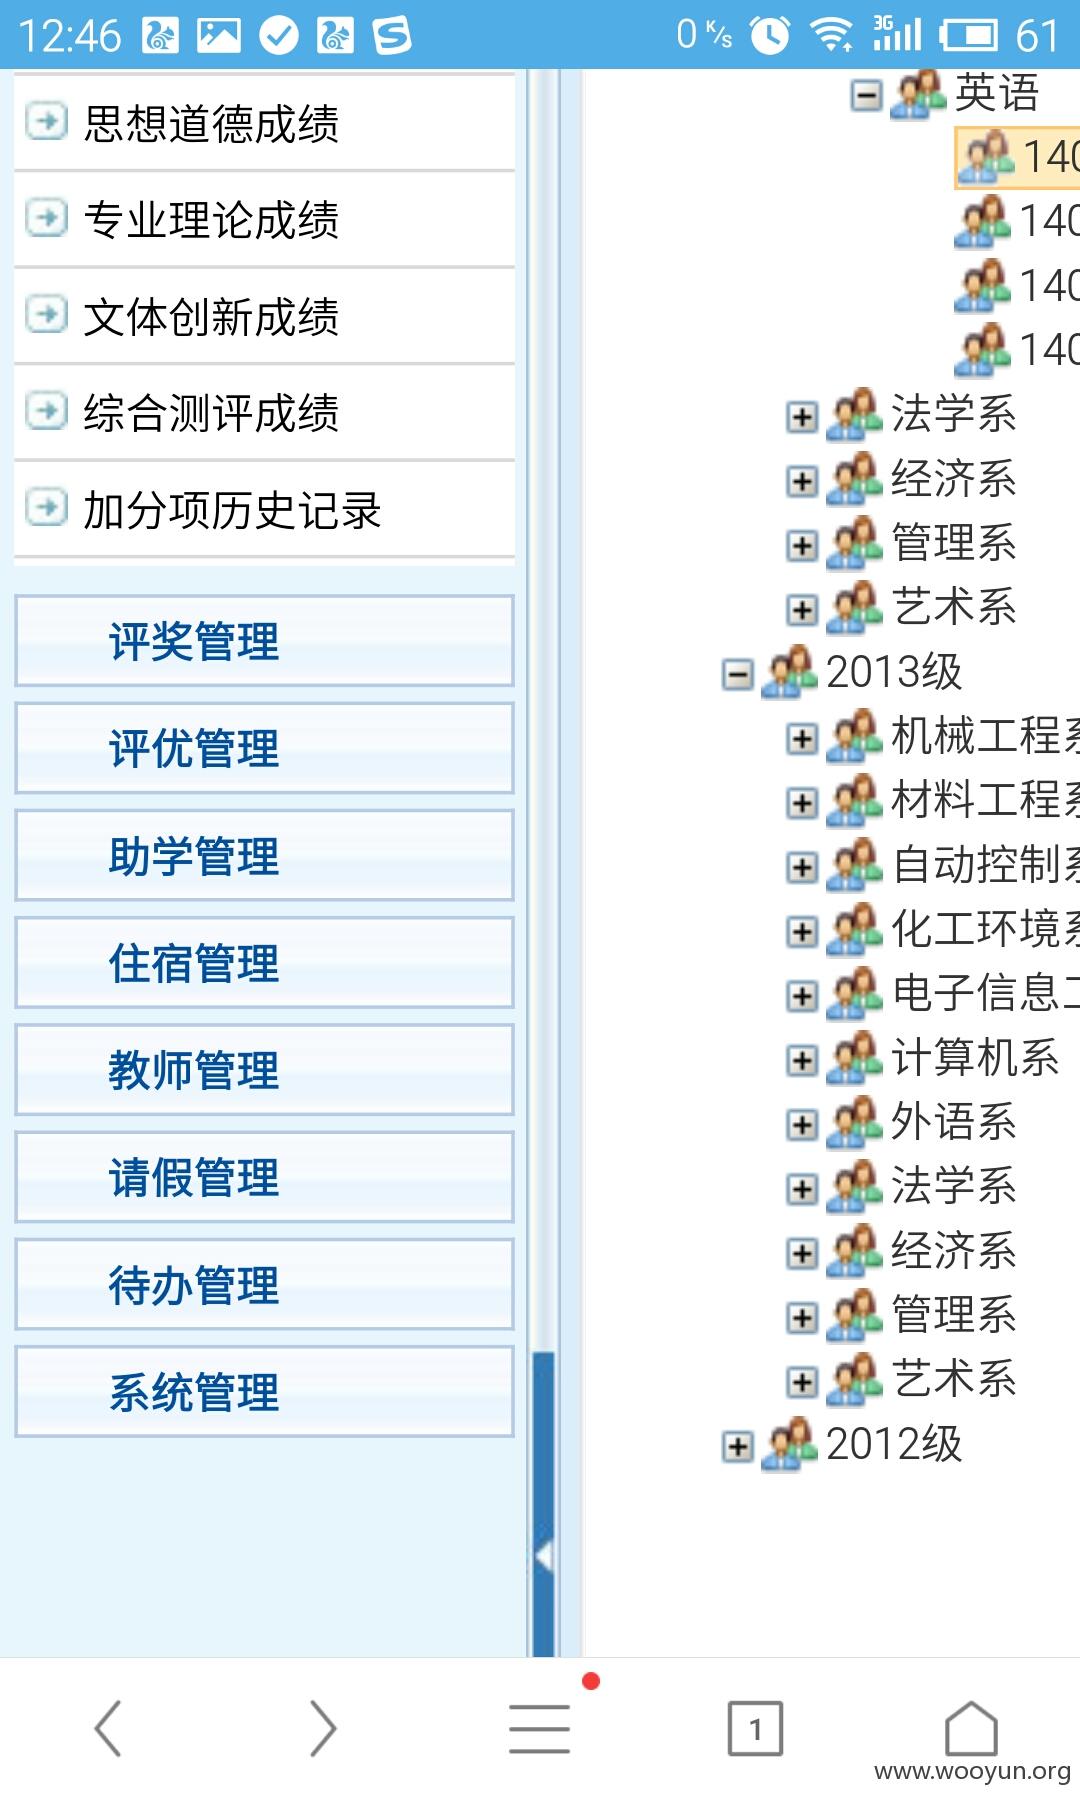 12:46 0 K/s 3G 61
思想道德成绩
专业理论成绩
文体创新成绩
综合测评成绩
加分项历史记录
评奖管理
评优管理
助学管理
住宿管理
教师管理
请假管理
待办管理
系统管理
英语
140
140
140
140
法学系
经济系
管理系
艺术系
2013级
机械工程系
材料工程系
自动控制系
化工环境系
电子信息工
计算机系
外语系
法学系
经济系
管理系
艺术系
2012级
1
www.wooyun.org